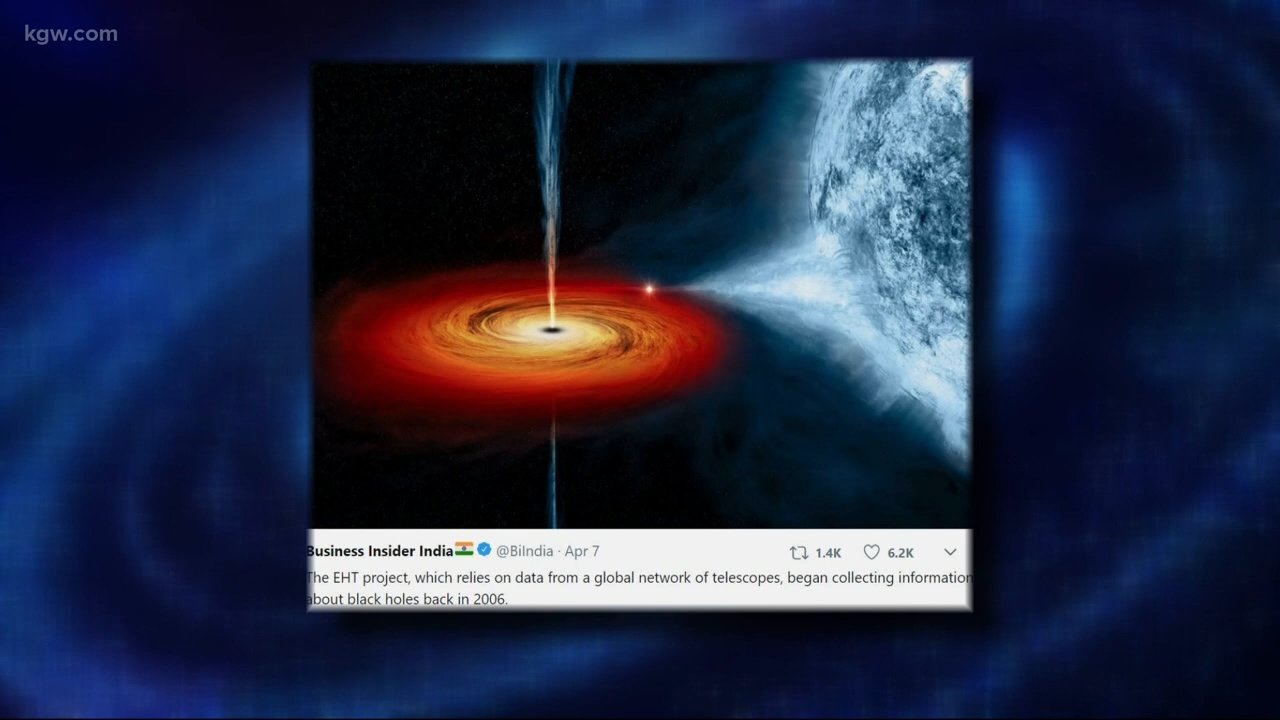 kgw.com
Business Insider India @BiIndia · Apr 7 1.4K 6.2K
The EHT project, which relies on data from a global network of telescopes, began collecting information
about black holes back in 2006.